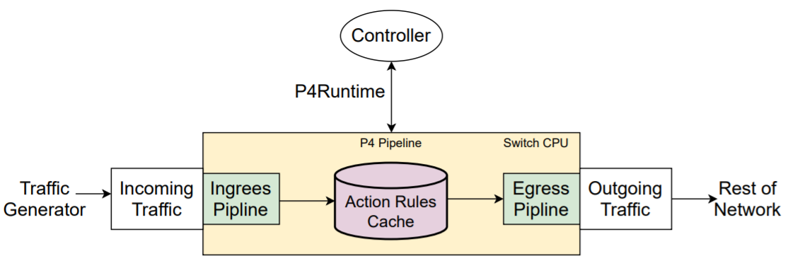 Controller
P4Runtime
P4 Pipeline
Switch CPU
Traffic
Generator
Incoming
Traffic
Ingrees
Pipline
Action Rules
Cache
Egress
Pipline
Outgoing
Traffic
Rest of
Network